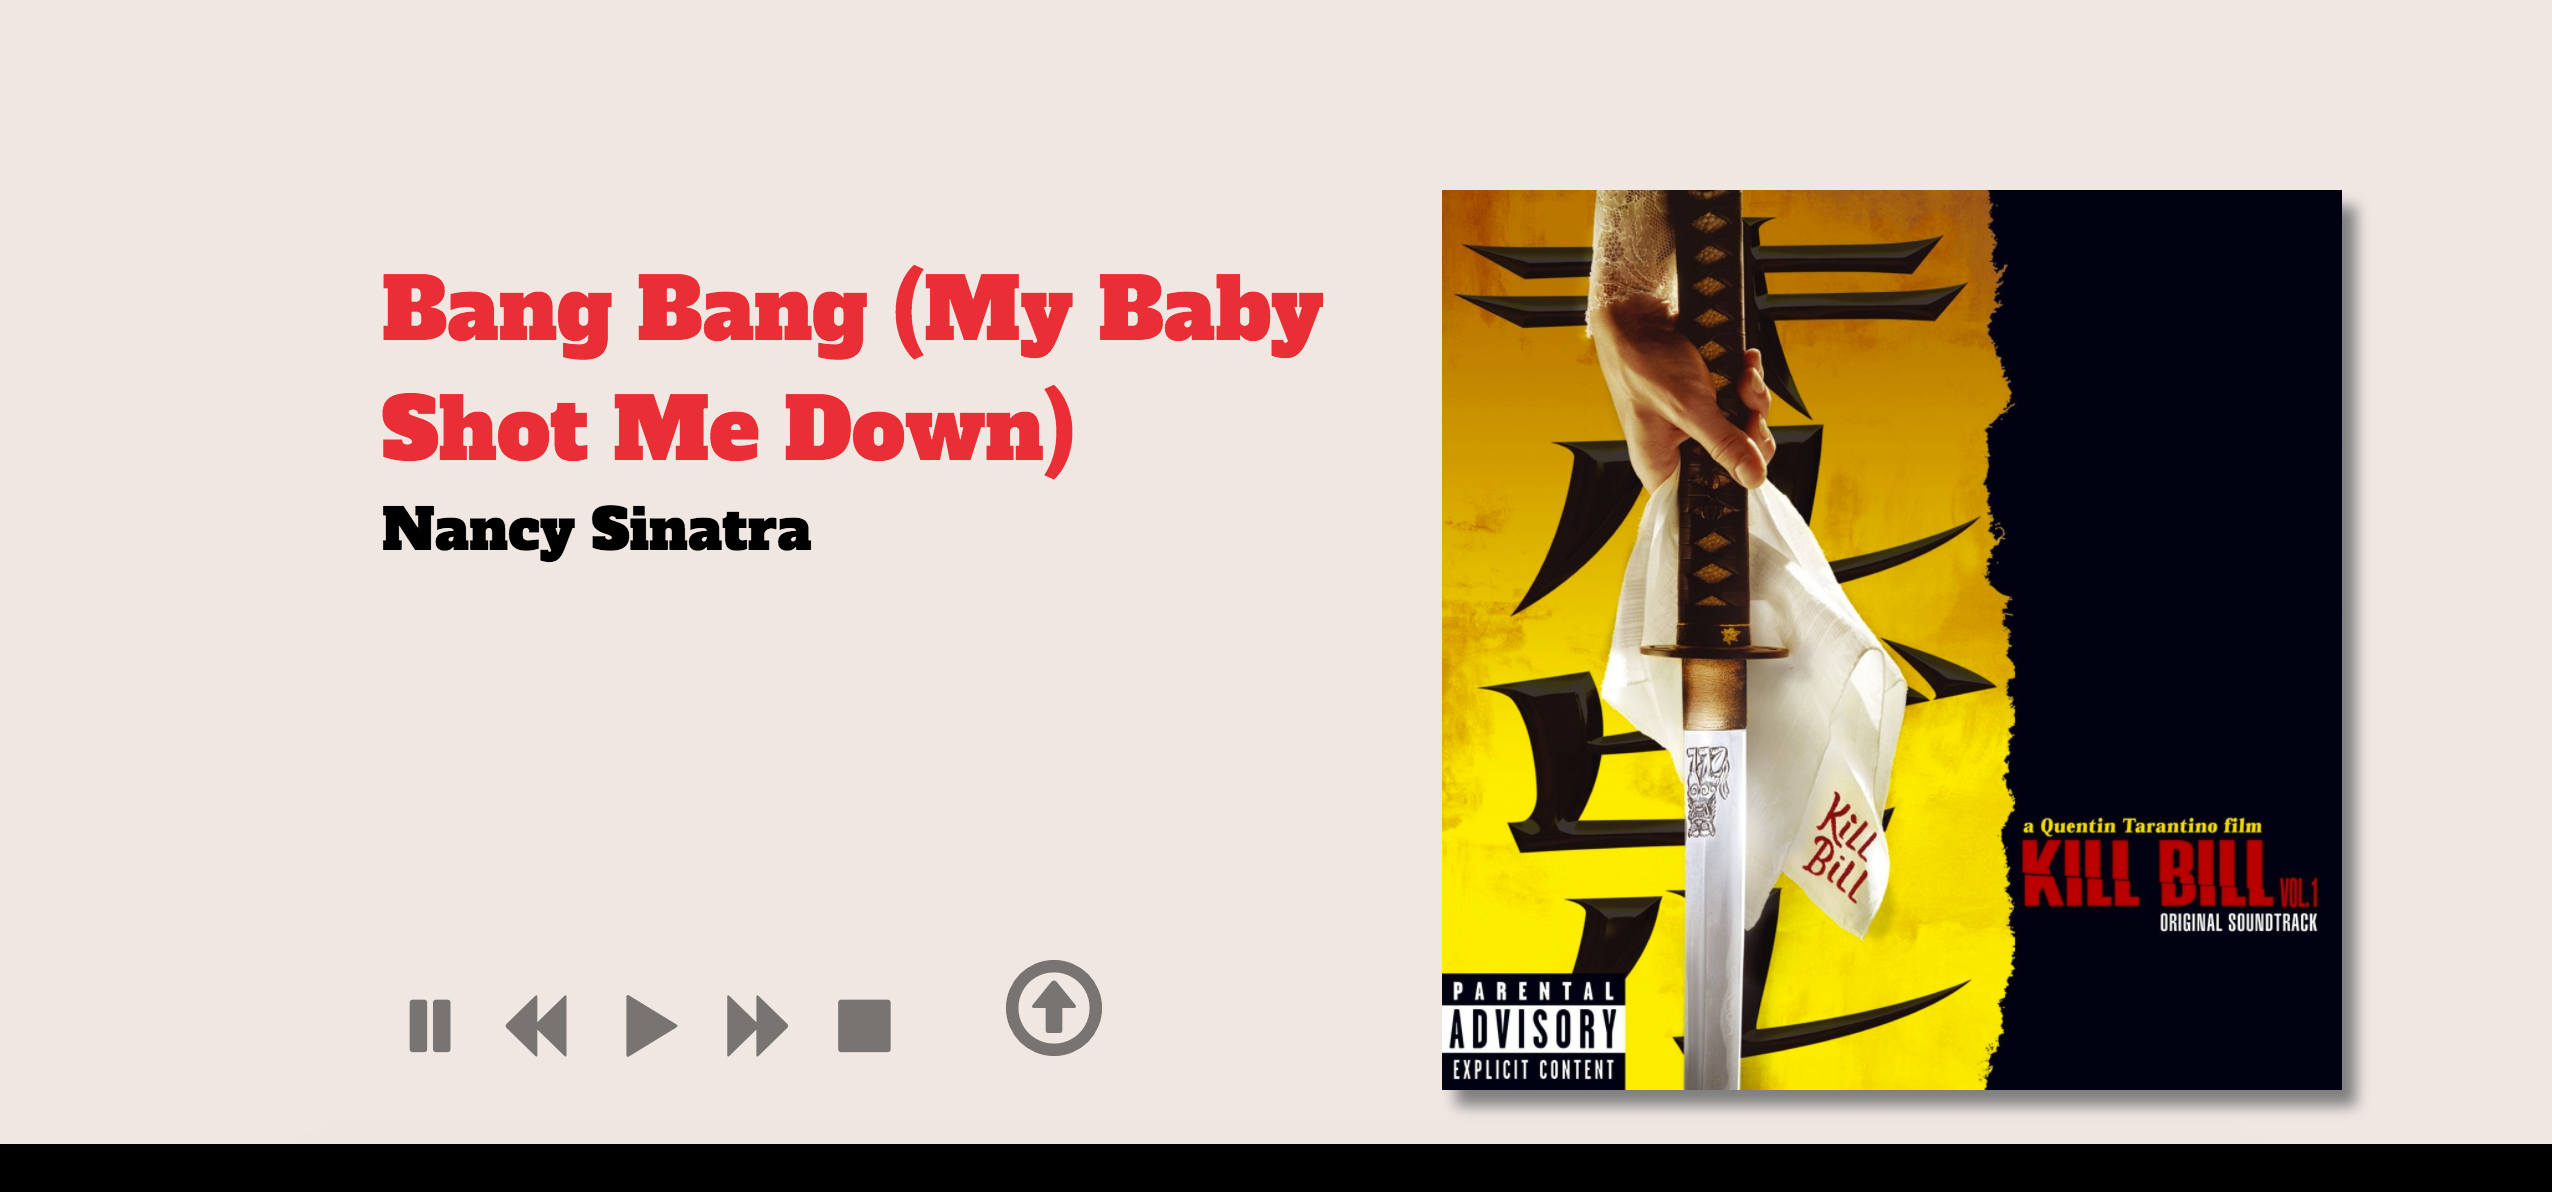 Bang Bang (My Baby
Shot Me Down)
Nancy Sinatra
Kill
Bill
a Quentin Tarantino film
KILL BILL VOL.1
ORIGINAL SOUNDTRACK
PARENTAL
ADVISORY
EXPLICIT CONTENT